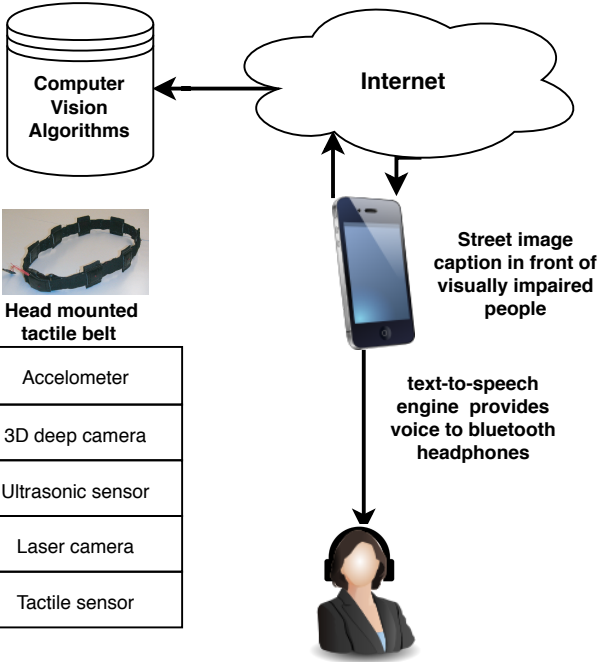 Computer
Vision
Algorithms
Internet
Street image
caption in front of
visually impaired
people
Head mounted
tactile belt
Accelometer
3D deep camera
Ultrasonic sensor
Laser camera
Tactile sensor
text-to-speech
engine provides
voice to bluetooth
headphones